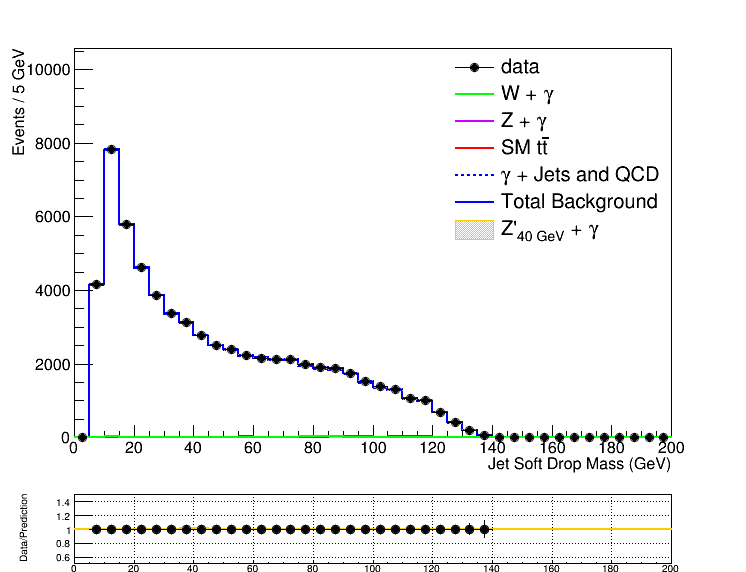 Events / 5 GeV
10000
8000
6000
4000
2000
0
data
W + γ
Z + γ
SM tt̄
γ + Jets and QCD
Total Background
Z'40 GeV + γ
0 20 40 60 80 100 120 140 160 180 200
Jet Soft Drop Mass (GeV)
Data/Prediction
1.4
1.2
1
0.8
0.6
0 20 40 60 80 100 120 140 160 180 200